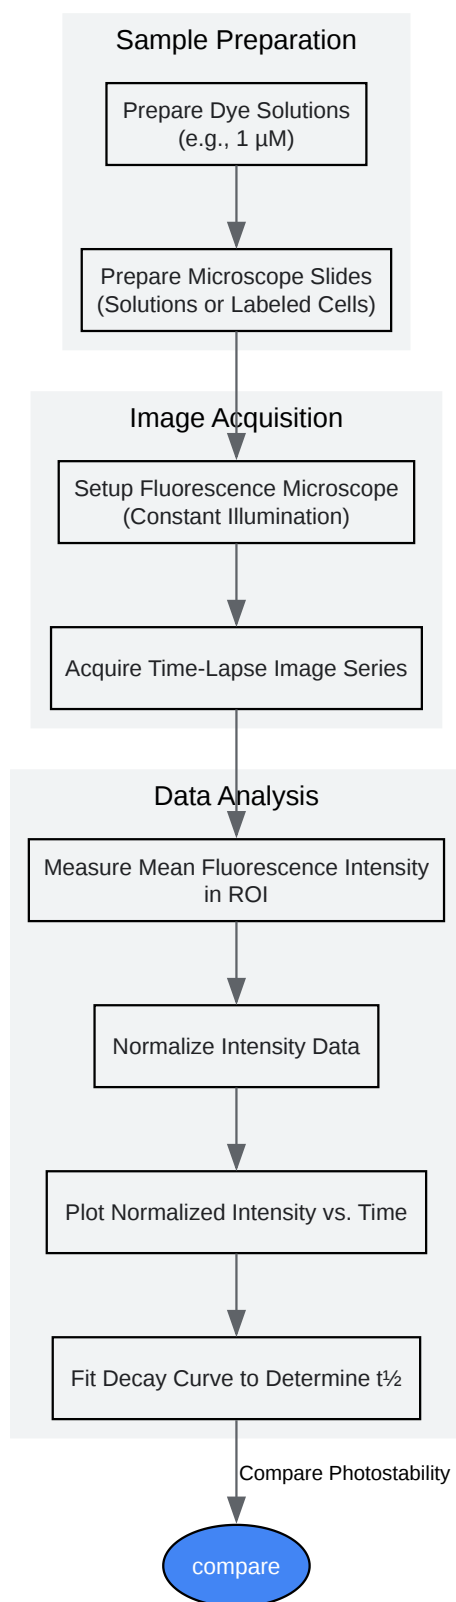 Sample Preparation
Prepare Dye Solutions
(e.g., 1 µM)
Prepare Microscope Slides
(Solutions or Labeled Cells)
Image Acquisition
Setup Fluorescence Microscope
(Constant Illumination)
Acquire Time-Lapse Image Series
Data Analysis
Measure Mean Fluorescence Intensity
in ROI
Normalize Intensity Data
Plot Normalized Intensity vs. Time
Fit Decay Curve to Determine t½
Compare Photostability
compare